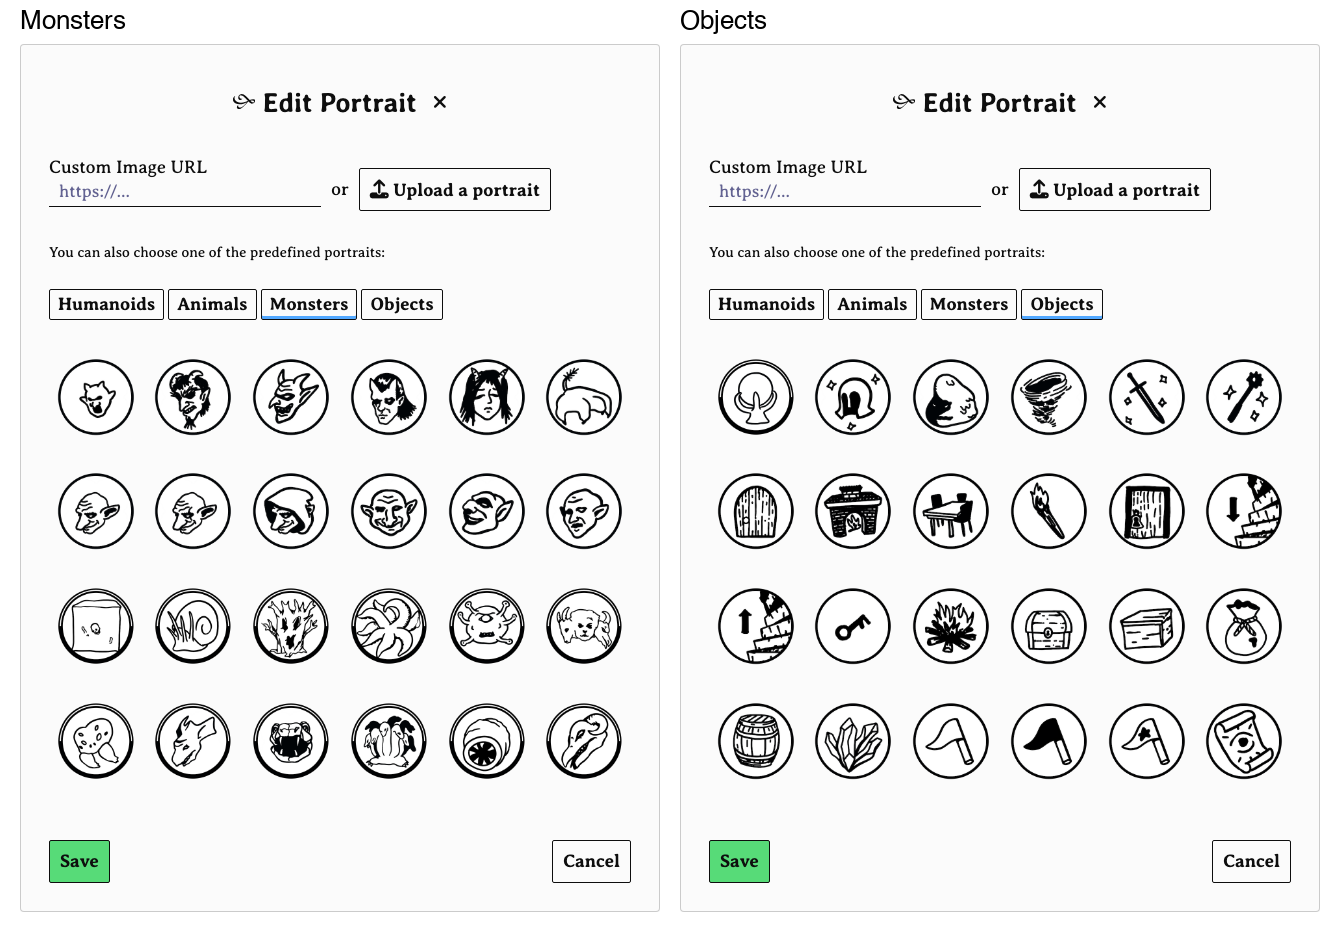 Monsters
Edit Portrait
Custom Image URL
https://...
or
Upload a portrait
You can also choose one of the predefined portraits:
Humanoids Animals Monsters Objects
Save
Cancel
Objects
Edit Portrait
Custom Image URL
https://...
or
Upload a portrait
You can also choose one of the predefined portraits:
Humanoids Animals Monsters Objects
Save
Cancel